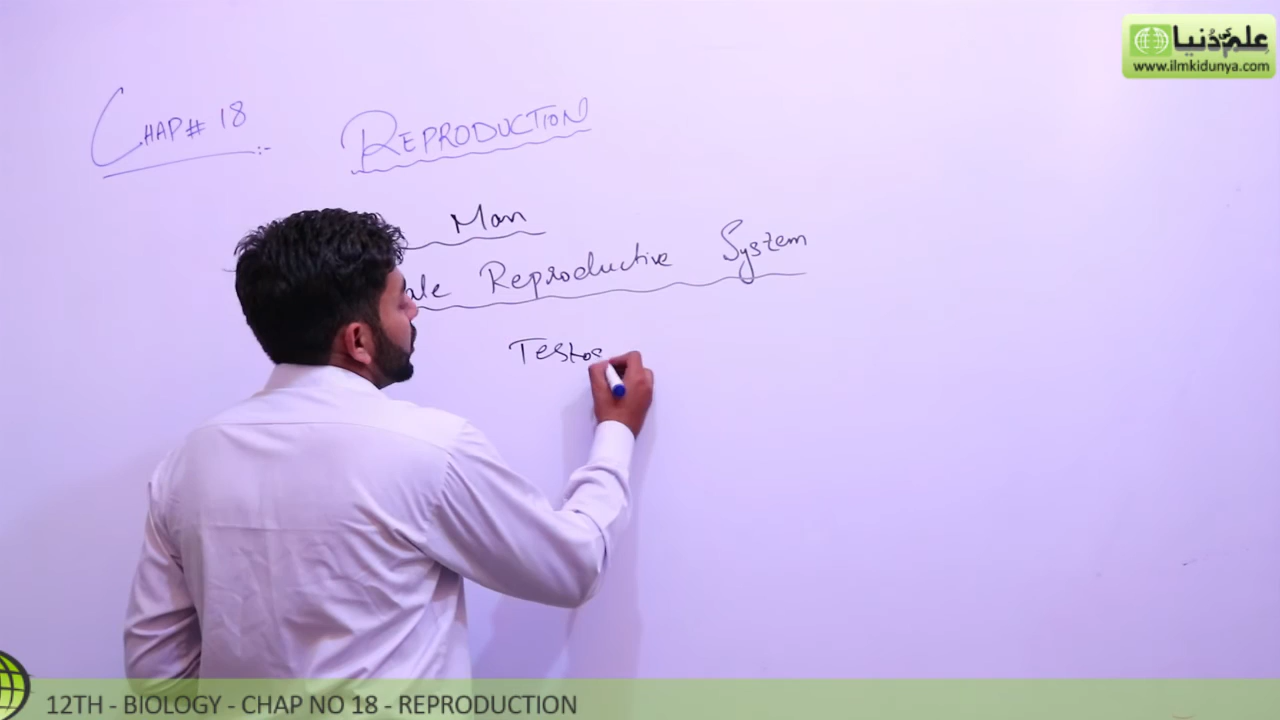 علم کی دنیا
www.ilmkidunya.com
CHAP# 18 :-
REPRODUCTION
Man
ale Reproductive System
Testos
12TH - BIOLOGY - CHAP NO 18 - REPRODUCTION